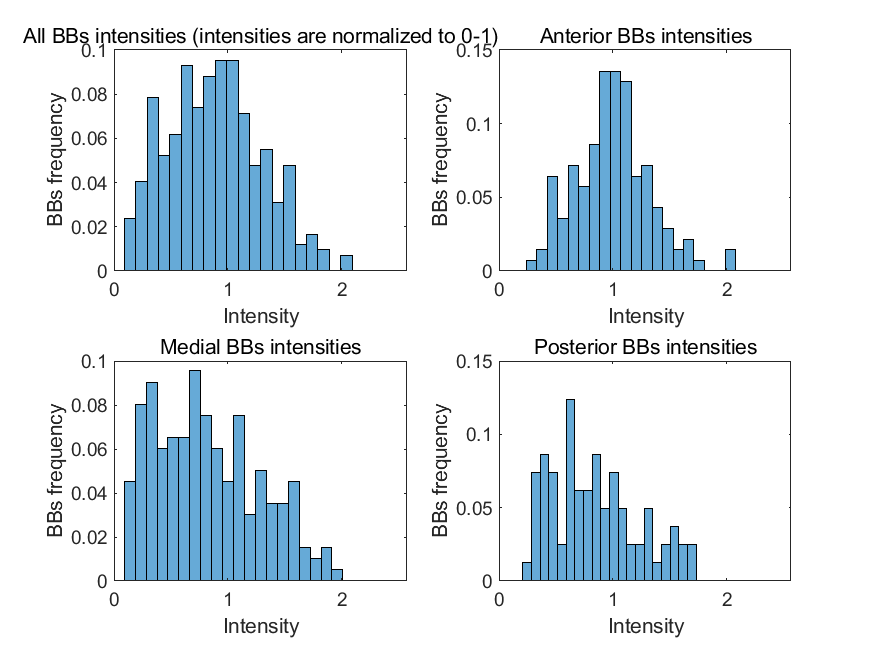 All BBs intensities (intensities are normalized to 0-1)
0.1
0.08
0.06
0.04
0.02
0
BBs frequency
0 1 2
Intensity
Anterior BBs intensities
0.15
0.1
0.05
0
BBs frequency
0 1 2
Intensity
Medial BBs intensities
0.1
0.08
0.06
0.04
0.02
0
BBs frequency
0 1 2
Intensity
Posterior BBs intensities
0.15
0.1
0.05
0
BBs frequency
0 1 2
Intensity